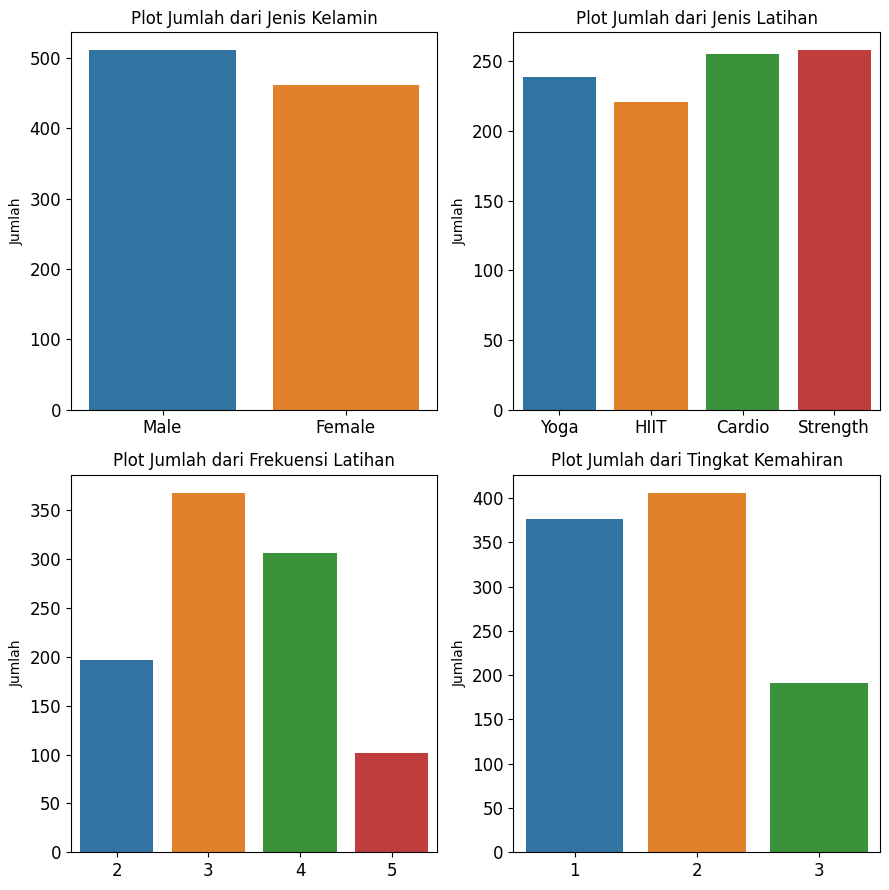 Plot Jumlah dari Jenis Kelamin
500
400
300
200
100
0
Jumlah
Male
Female
Plot Jumlah dari Jenis Latihan
250
200
150
100
50
0
Jumlah
Yoga
HIIT
Cardio
Strength
Plot Jumlah dari Frekuensi Latihan
350
300
250
200
150
100
50
0
Jumlah
2
3
4
5
Plot Jumlah dari Tingkat Kemahiran
400
350
300
250
200
150
100
50
0
Jumlah
1
2
3